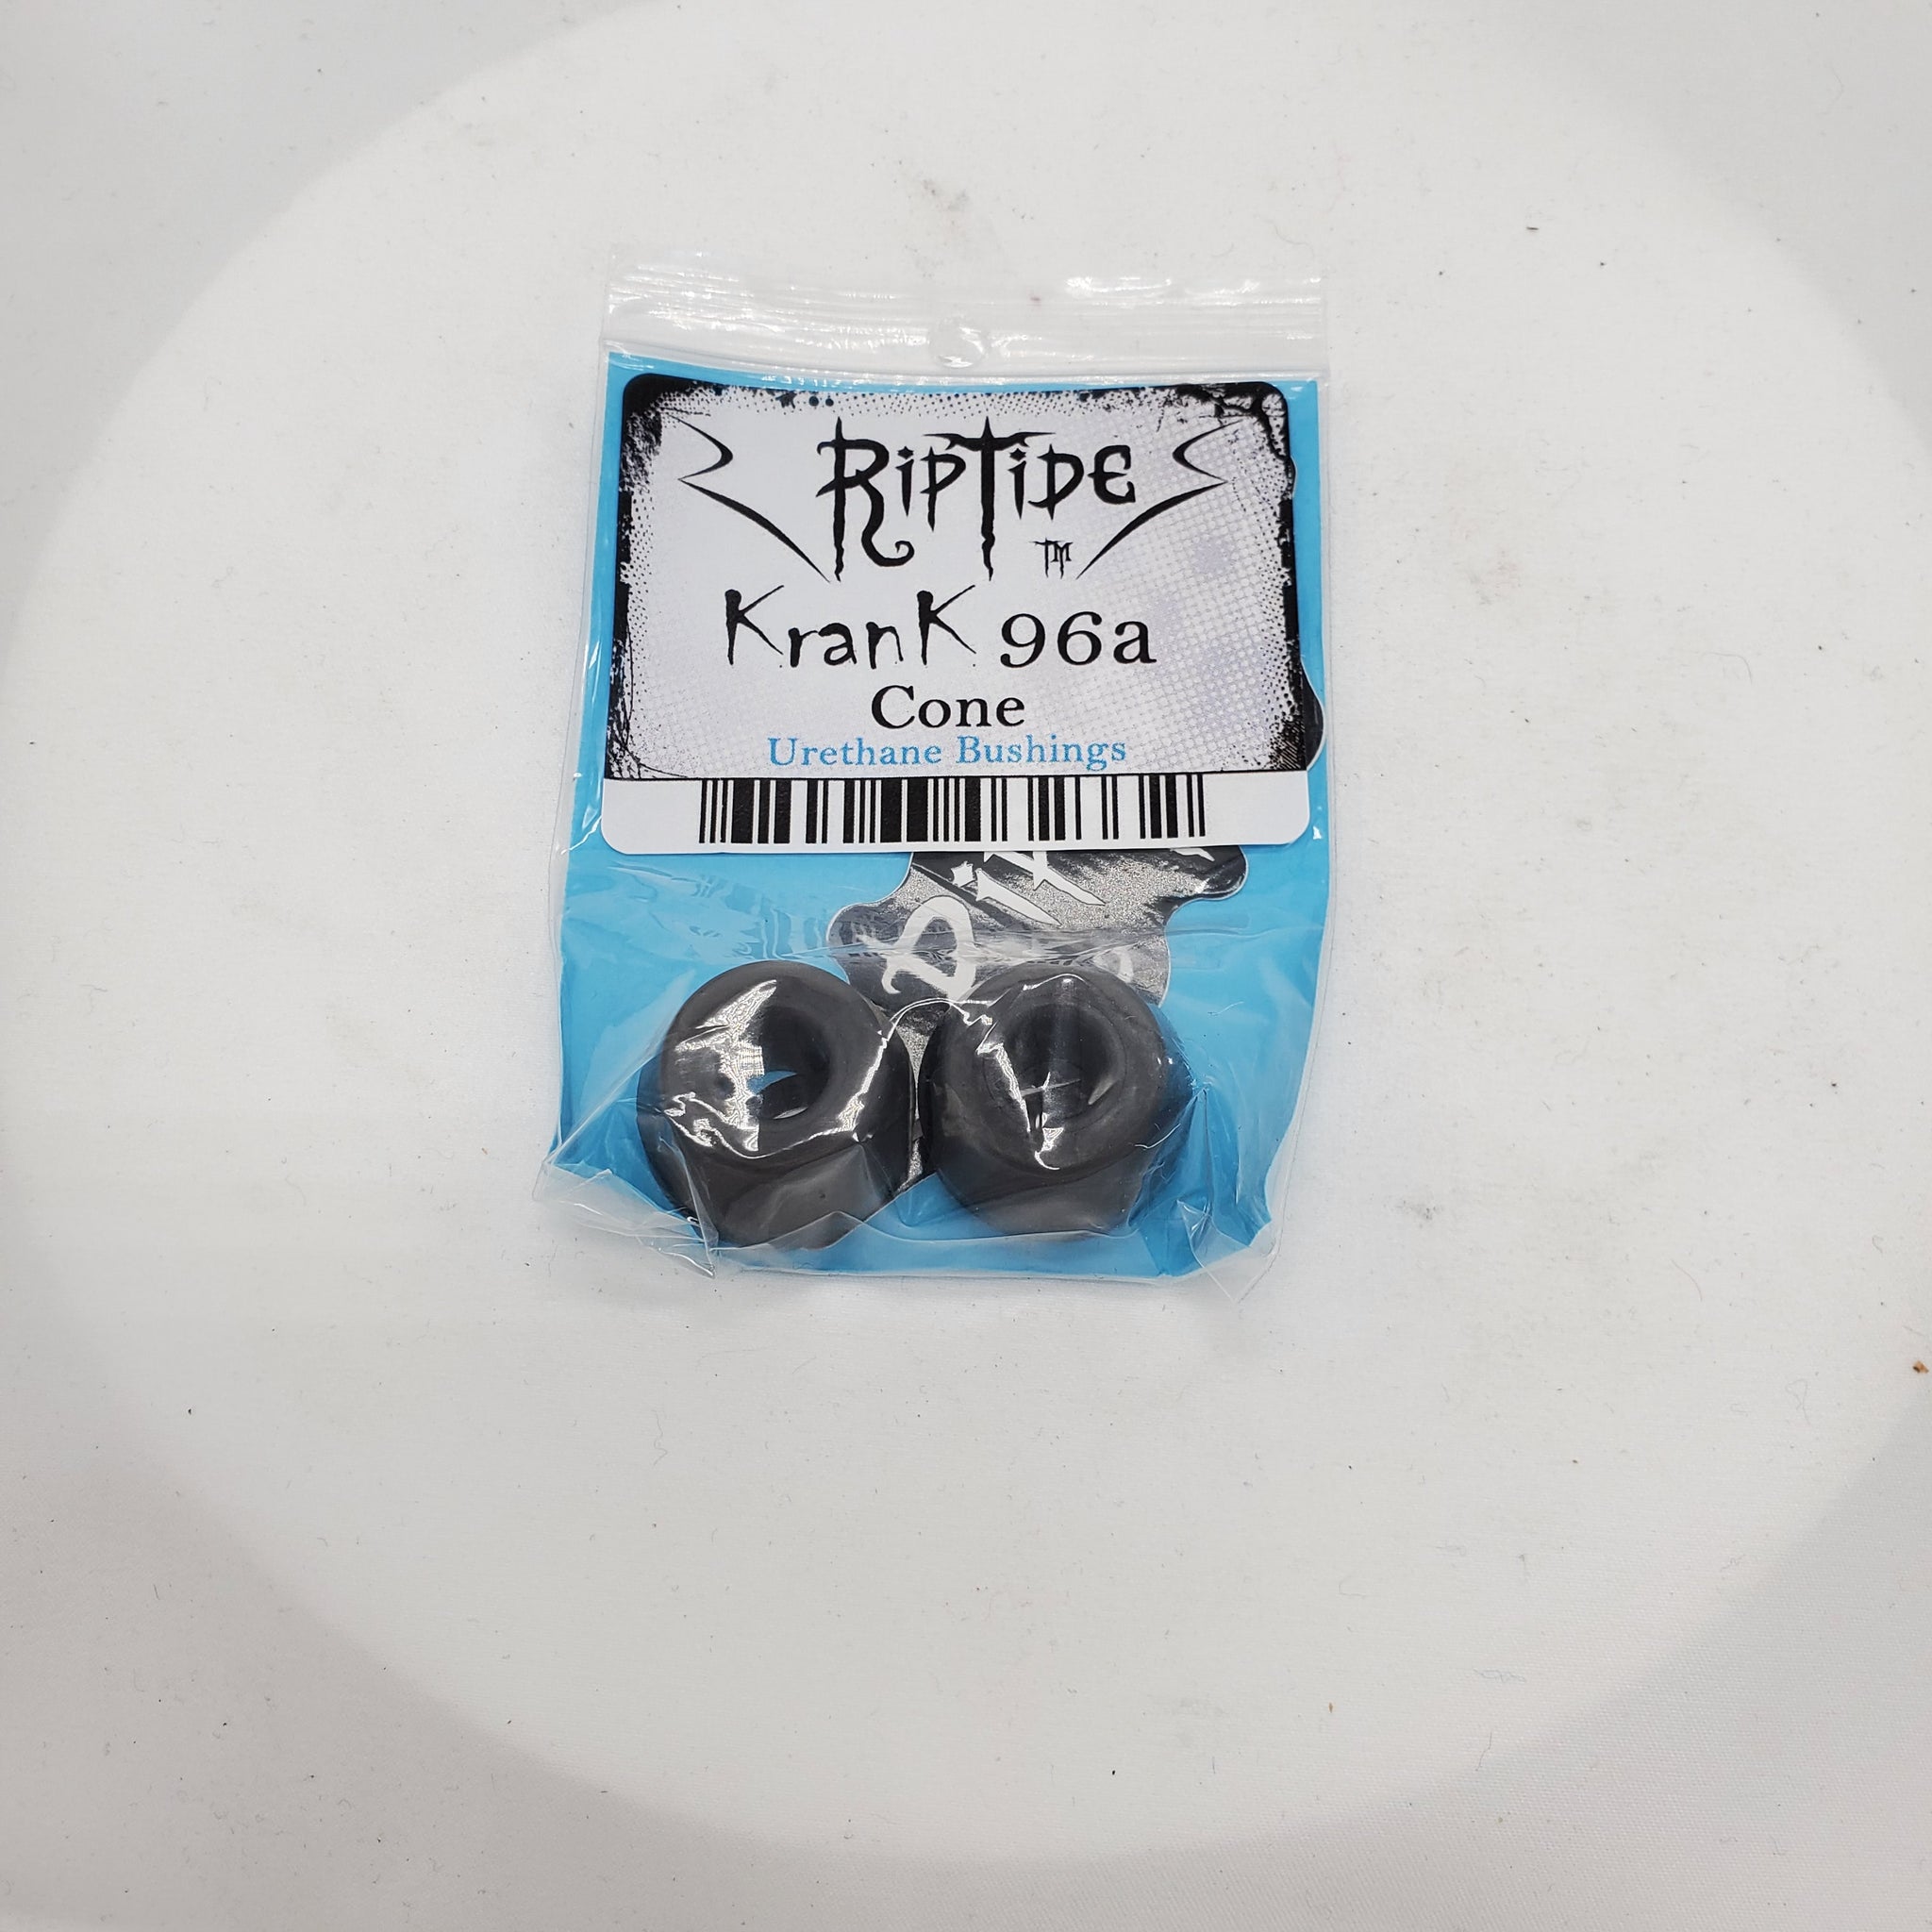 RipTide
TM
KranK 96a
Cone
Urethane Bushings